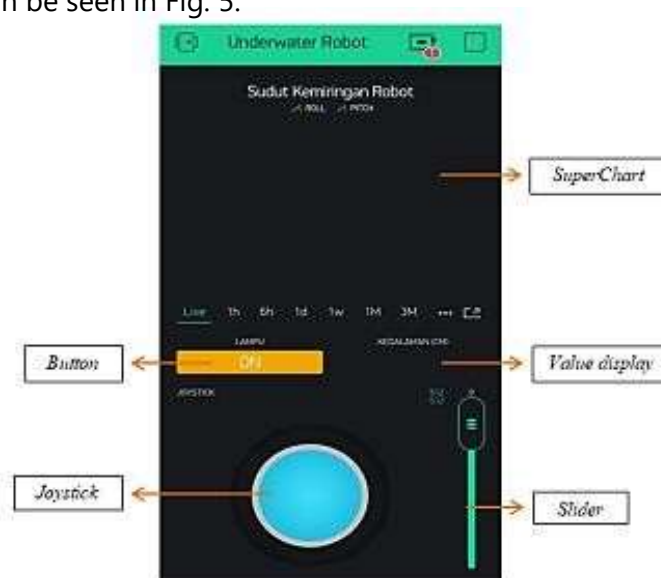 n be seen in Fig. 5.
Underwater Robot
Sudut Kemiringan Robot
ROLL PITCH
SuperChart
Live 1h 6h 1d 1w 1M 3M
LAMPU KEDALAMAN (CM)
Button
ON
Value display
JOYSTICK
Joystick
Slider